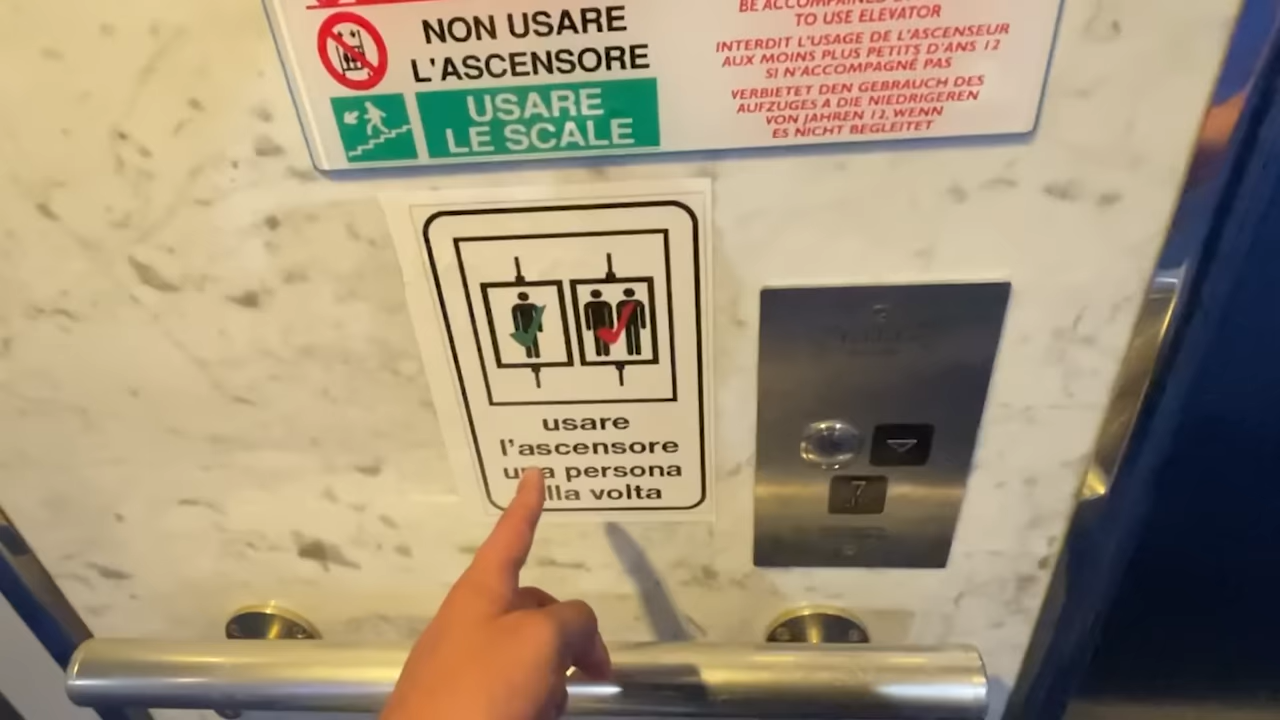 NON USARE
L'ASCENSORE
USARE
LE SCALE
TO USE ELEVATOR
INTERDIT L'USAGE DE L'ASCENSEUR
AUX MOINS PLUS PETITS D'ANS 12
SI N'ACCOMPAGNÉ PAS
VERBIETET DEN GEBRAUCH DES
AUFZUGES A DIE NIEDRIGEREN
VON JAHREN 12, WENN
ES NICHT BEGLEITET
usare
l'ascensore
una persona
alla volta
7